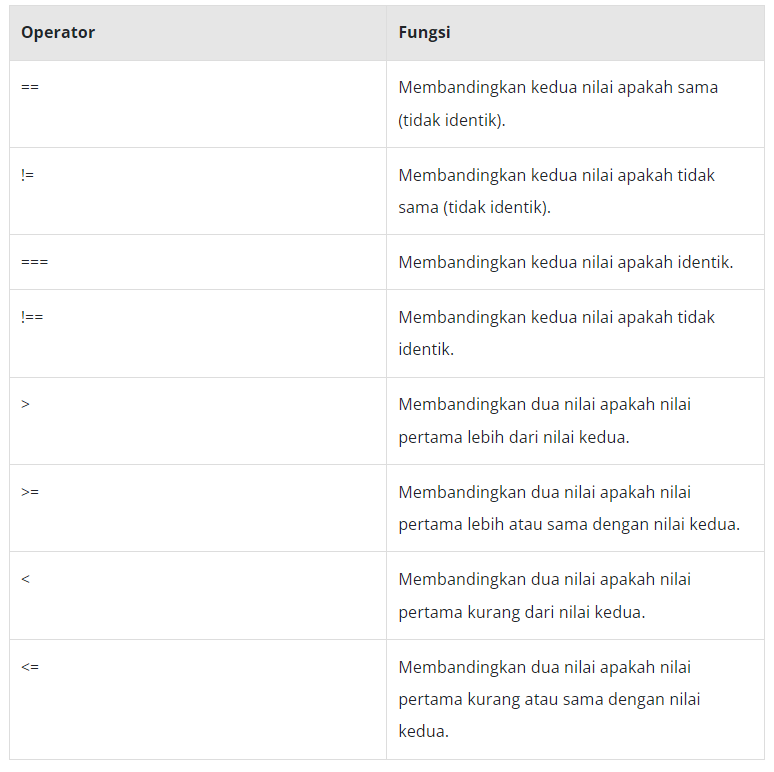 Operator Fungsi
== Membandingkan kedua nilai apakah sama
(tidak identik).
!= Membandingkan kedua nilai apakah tidak
sama (tidak identik).
=== Membandingkan kedua nilai apakah identik.
!== Membandingkan kedua nilai apakah tidak
identik.
> Membandingkan dua nilai apakah nilai
pertama lebih dari nilai kedua.
>= Membandingkan dua nilai apakah nilai
pertama lebih atau sama dengan nilai kedua.
< Membandingkan dua nilai apakah nilai
pertama kurang dari nilai kedua.
<= Membandingkan dua nilai apakah nilai
pertama kurang atau sama dengan nilai
kedua.